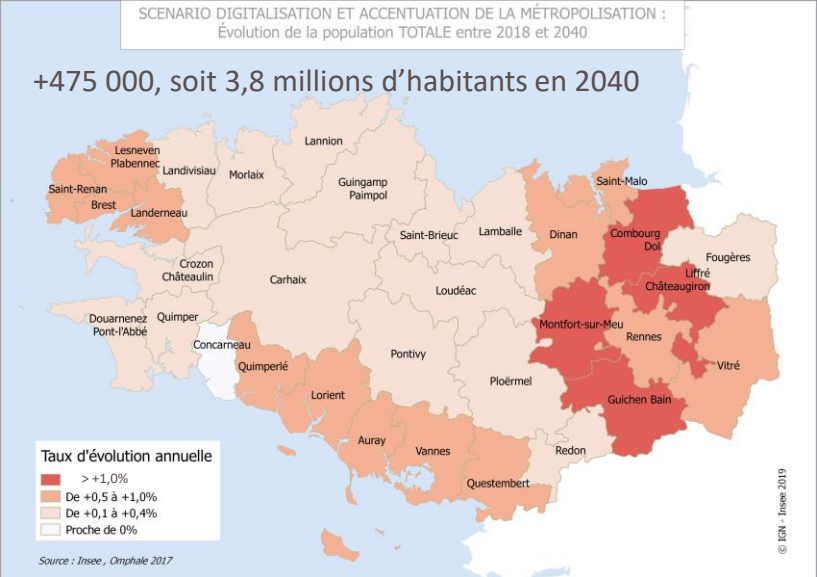 SCENARIO DIGITALISATION ET ACCENTUATION DE LA MÉTROPOLISATION :
Évolution de la population TOTALE entre 2018 et 2040
+475 000, soit 3,8 millions d’habitants en 2040
Lannion
Lesneven
Plabennec
Landivisiau
Morlaix
Guingamp
Paimpol
Saint-Renan
Brest
Landerneau
Saint-Malo
Saint-Brieuc
Lamballe
Dinan
Combourg
Dol
Fougères
Crozon
Châteaulin
Carhaix
Loudéac
Liffré
Châteaugiron
Douarnenez
Pont-l'Abbé
Quimper
Concarneau
Montfort-sur-Meu
Rennes
Quimperlé
Pontivy
Vitré
Ploërmel
Lorient
Guichen Bain
Auray
Vannes
Redon
Questembert
Taux d'évolution annuelle
> +1,0%
De +0,5 à +1,0%
De +0,1 à +0,4%
Proche de 0%
Source : Insee , Omphale 2017
© IGN - Insee 2019